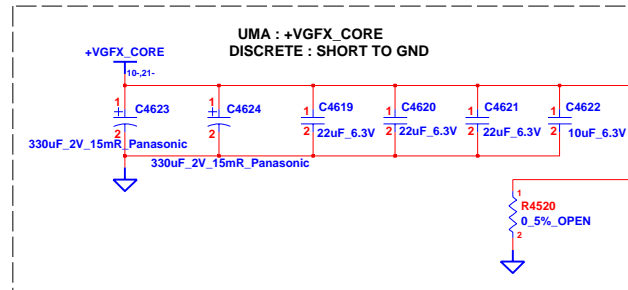 UMA : +VGFX_CORE
DISCRETE : SHORT TO GND
+VGFX_CORE
10-,21-
1 C4623
2
330uF_2V_15mR_Panasonic
1 C4624
2
330uF_2V_15mR_Panasonic
1 C4619
2 22uF_6.3V
1 C4620
2 22uF_6.3V
1 C4621
2 22uF_6.3V
1 C4622
2 10uF_6.3V
1
R4520
0_5%_OPEN
2